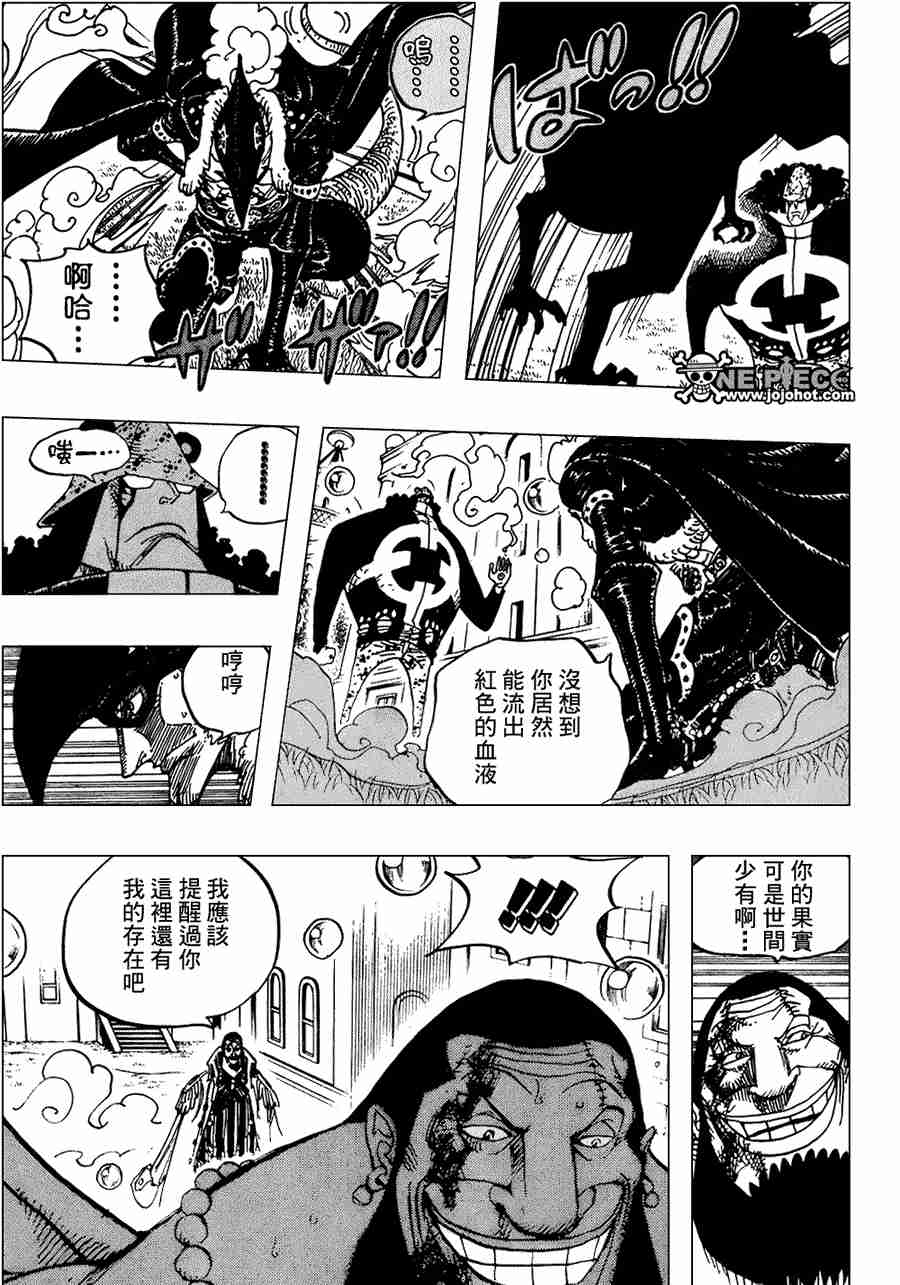 ばっ!!
嗚……
……
ザザァッ!!
……
啊哈…
ONE PIECE
www.jojohot.com
沒想到
你居然
能流出
紅色的血液
………
嗤一…
哼
哼
你的果實
可是世間
少有啊…
!!!!
我應該
提醒過你
這裡還有
我的存在吧